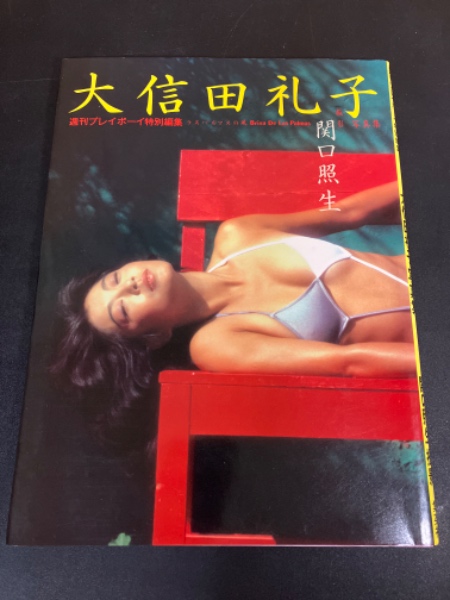 大信田礼子
週刊プレイボーイ特別編集
関口照生